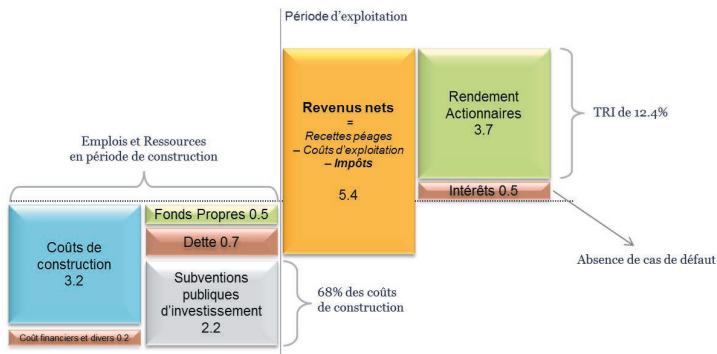 Période d'exploitation
Emplois et Ressources
en période de construction
Coûts de
construction
3.2
Coût financiers et divers 0.2
Fonds Propres 0.5
Dette 0.7
Subventions
publiques
d'investissement
2.2
68% des coûts
de construction
Revenus nets
=
Recettes péages
– Coûts d'exploitation
– Impôts
5.4
Rendement
Actionnaires
3.7
Intérêts 0.5
TRI de 12.4%
Absence de cas de défaut